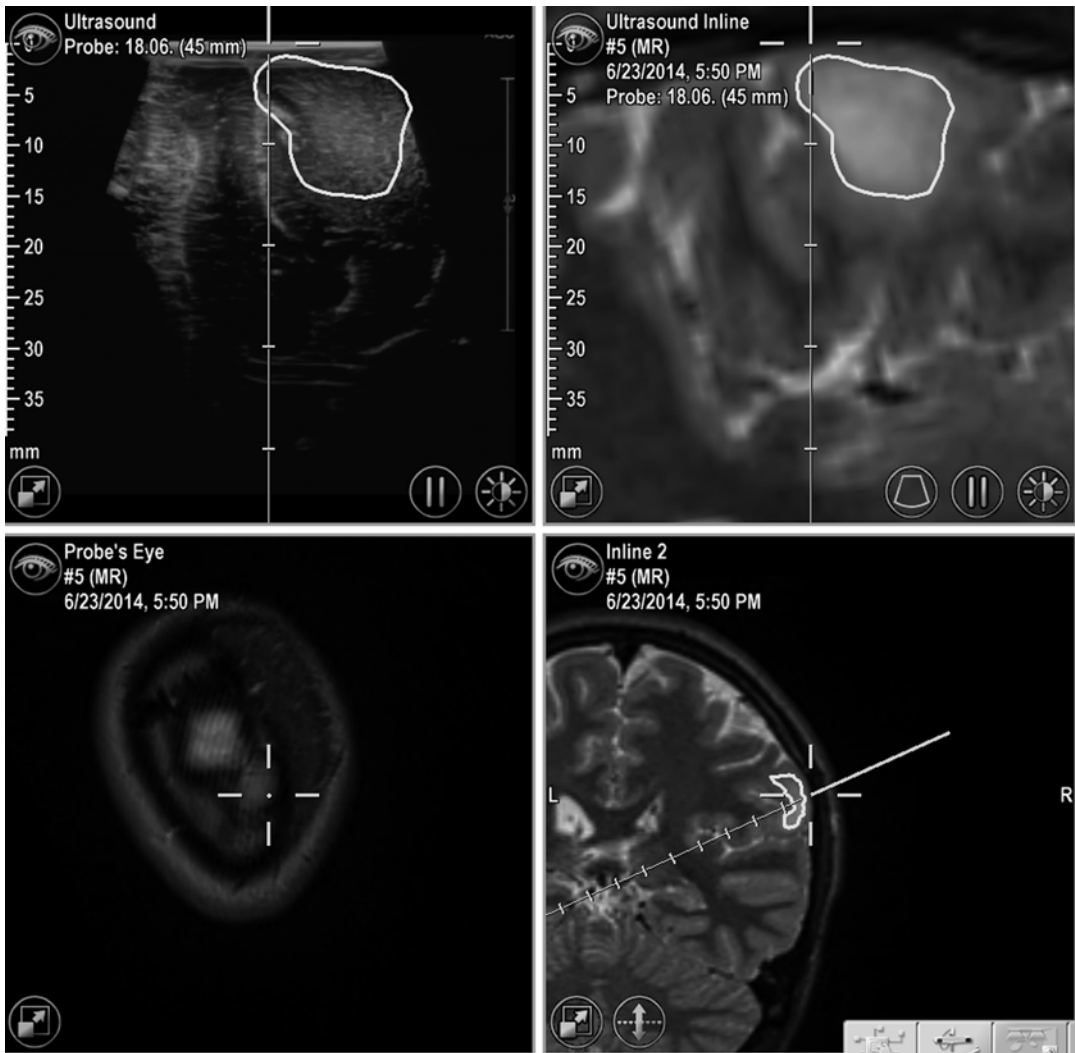 Ultrasound
Probe: 18.06. (45 mm)
0
5
10
15
20
25
30
35
mm
Ultrasound Inline
#5 (MR)
6/23/2014, 5:50 PM
Probe: 18.06. (45 mm)
5
10
15
20
25
30
35
mm
Probe's Eye
#5 (MR)
6/23/2014, 5:50 PM
Inline 2
#5 (MR)
6/23/2014, 5:50 PM
L
R